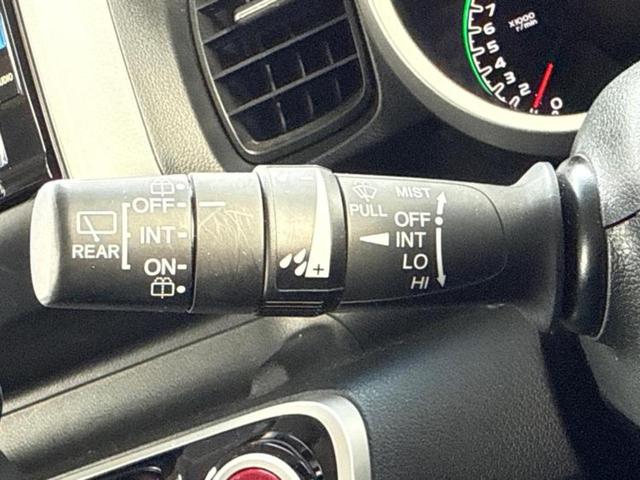 7
6
5
4
3
2
0
X1000
r/min
AUDIO
REAR
OFF
INT
ON
-
+
PULL
MIST
OFF
INT
LO
HI